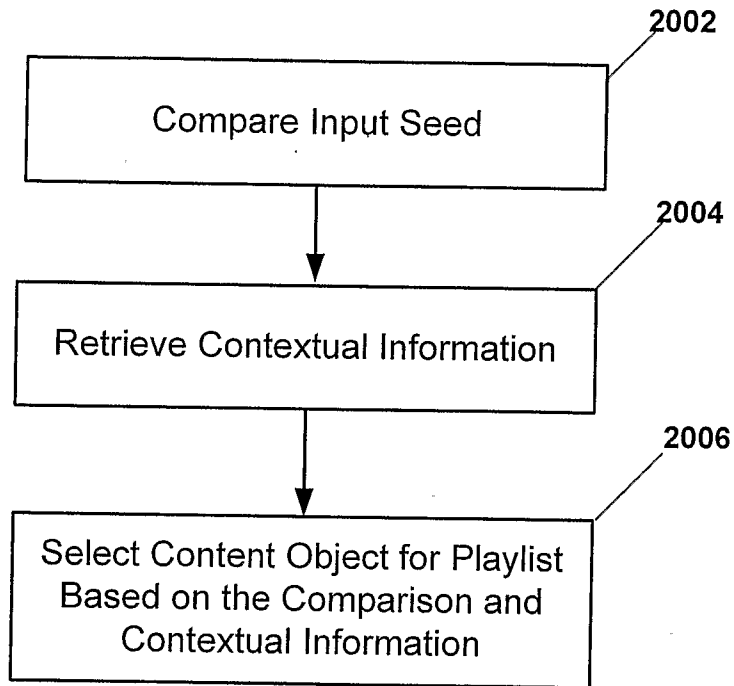 2002
Compare Input Seed
2004
Retrieve Contextual Information
2006
Select Content Object for Playlist
Based on the Comparison and
Contextual Information